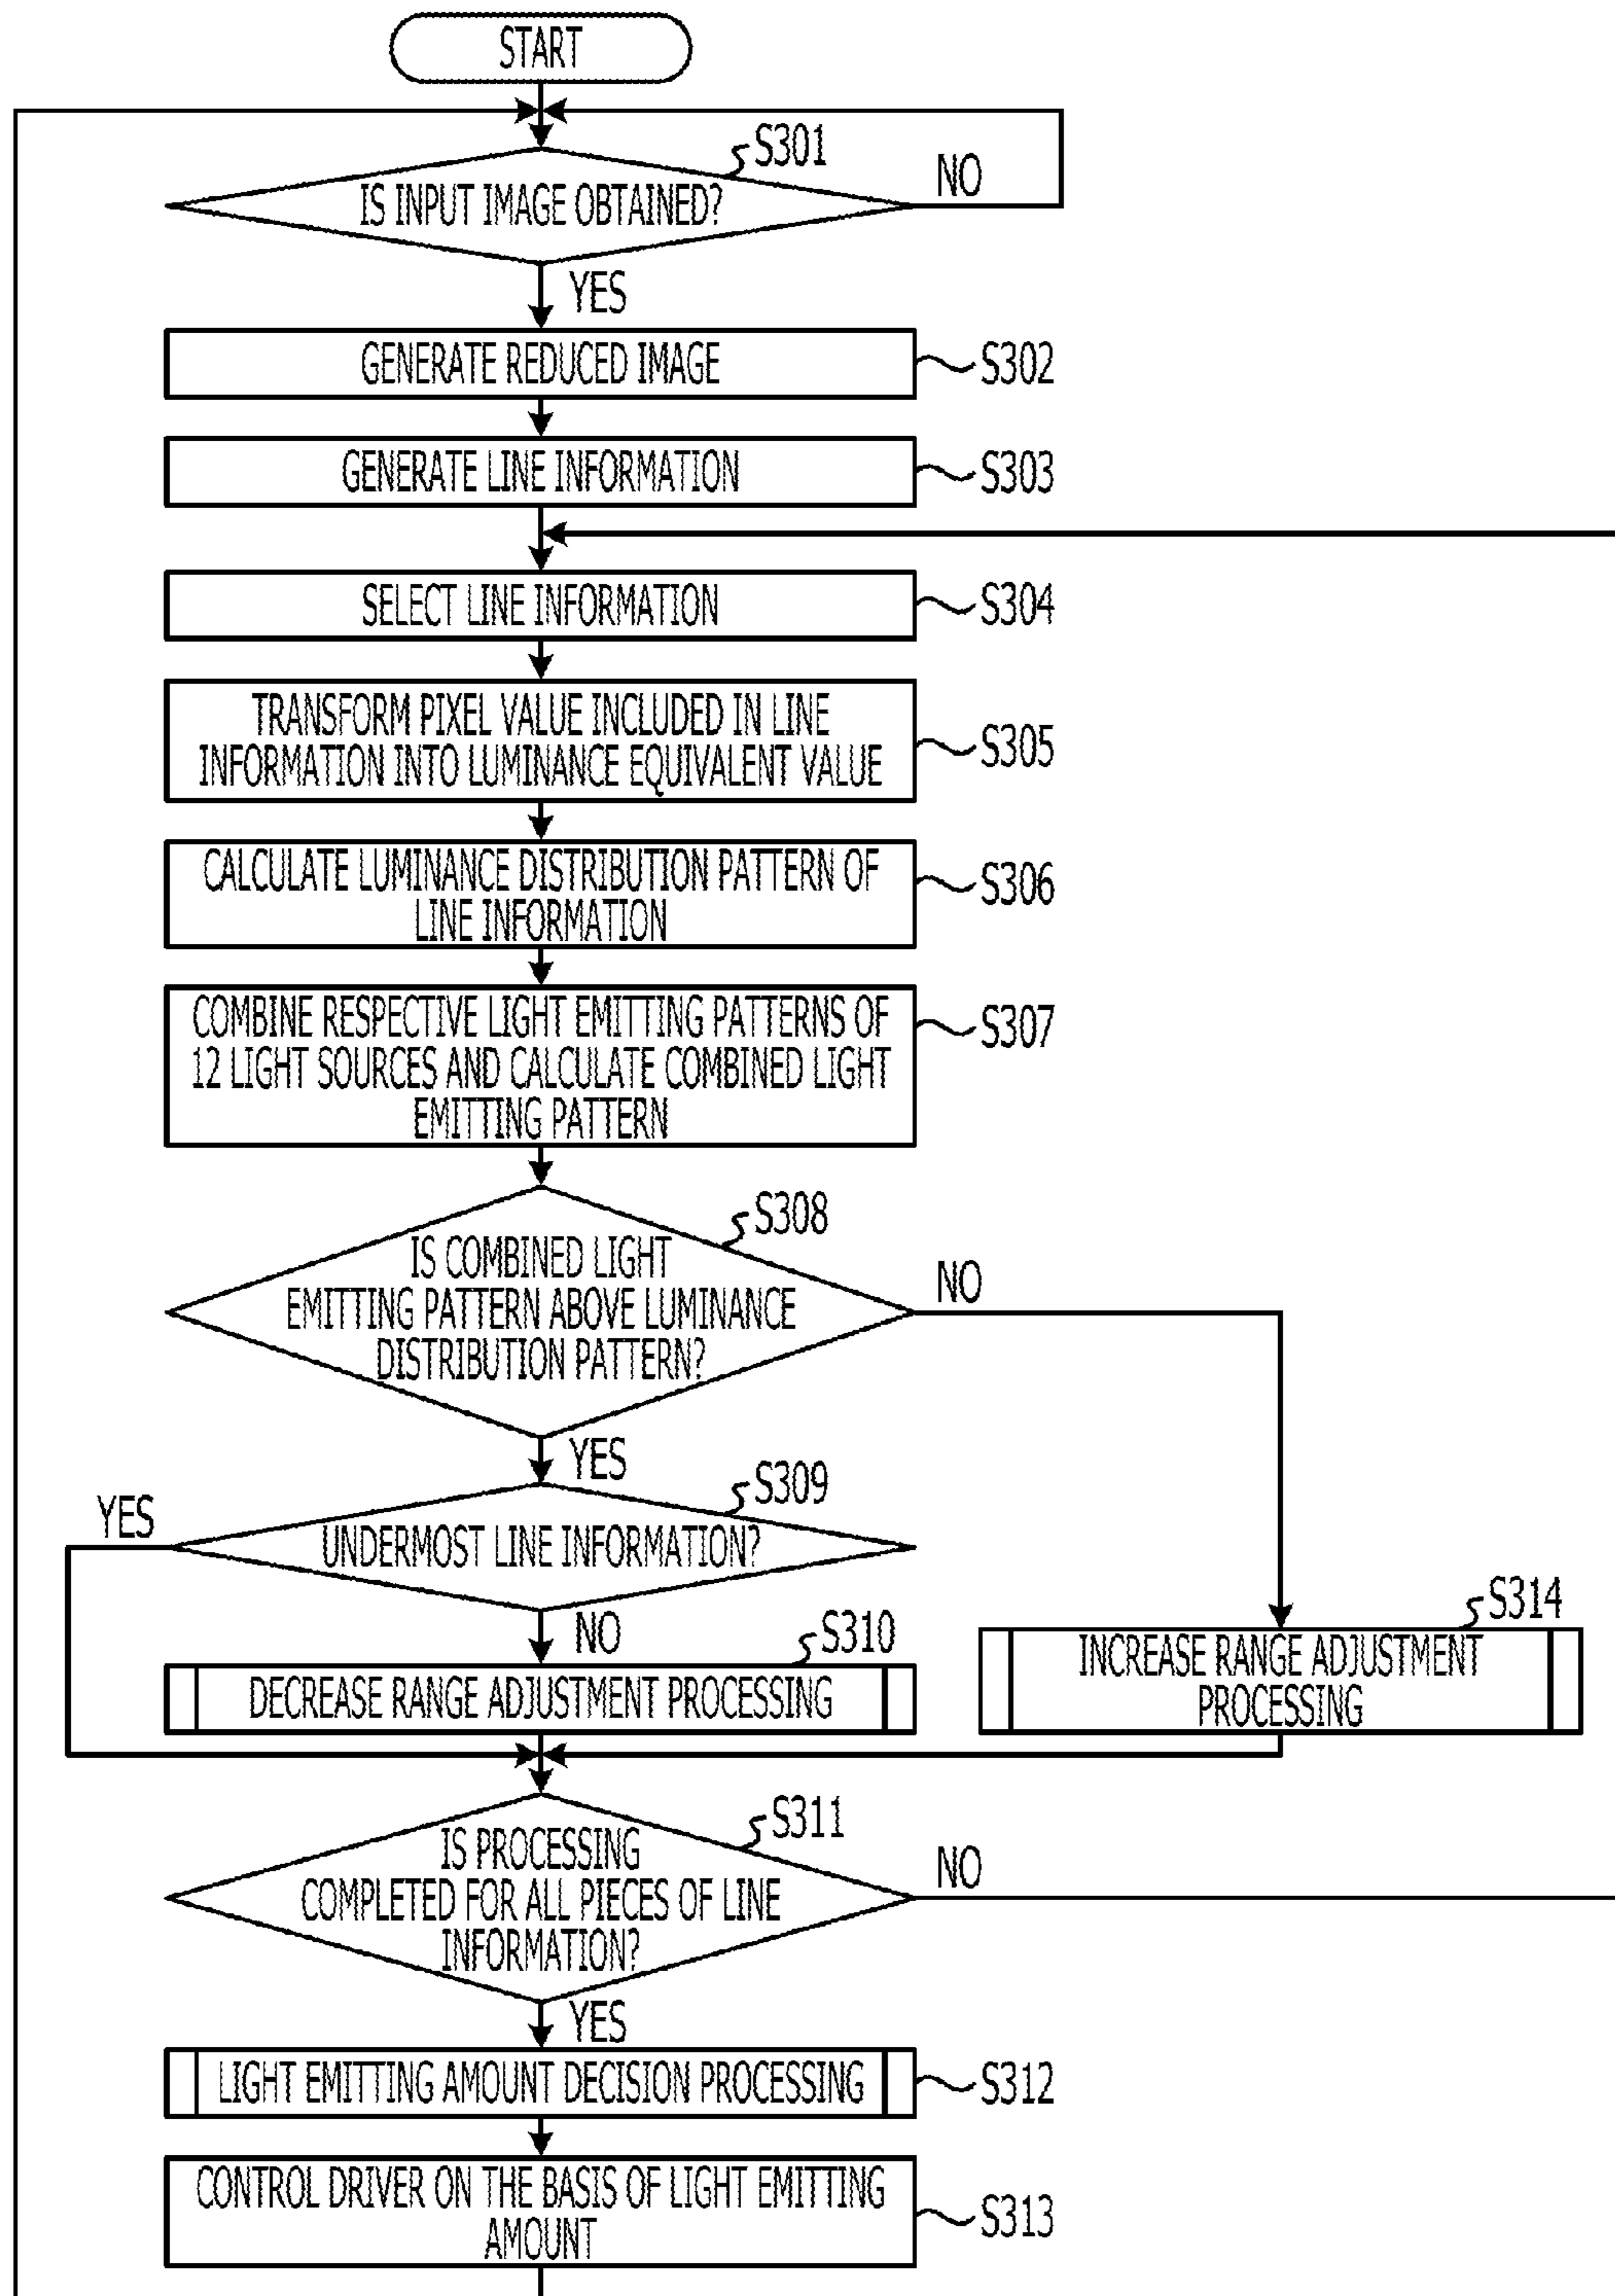 START
S301
IS INPUT IMAGE OBTAINED?
NO
YES
GENERATE REDUCED IMAGE
S302
GENERATE LINE INFORMATION
S303
SELECT LINE INFORMATION
S304
TRANSFORM PIXEL VALUE INCLUDED IN LINE
INFORMATION INTO LUMINANCE EQUIVALENT VALUE
S305
CALCULATE LUMINANCE DISTRIBUTION PATTERN OF
LINE INFORMATION
S306
COMBINE RESPECTIVE LIGHT EMITTING PATTERNS OF
12 LIGHT SOURCES AND CALCULATE COMBINED LIGHT
EMITTING PATTERN
S307
S308
IS COMBINED LIGHT
EMITTING PATTERN ABOVE LUMINANCE
DISTRIBUTION PATTERN?
NO
YES
S309
YES
UNDERMOST LINE INFORMATION?
NO
S310
DECREASE RANGE ADJUSTMENT PROCESSING
S314
INCREASE RANGE ADJUSTMENT
PROCESSING
S311
IS PROCESSING
COMPLETED FOR ALL PIECES OF LINE
INFORMATION?
NO
YES
LIGHT EMITTING AMOUNT DECISION PROCESSING
S312
CONTROL DRIVER ON THE BASIS OF LIGHT EMITTING
AMOUNT
S313